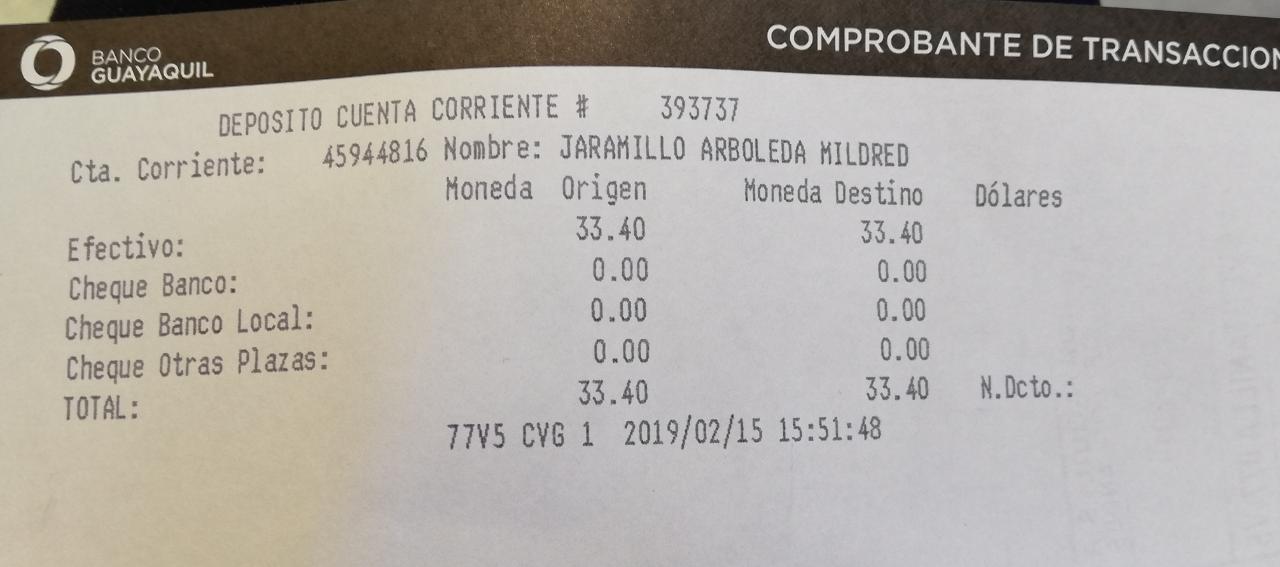 BANCO
GUAYAQUIL
COMPROBANTE DE TRANSACCION
DEPOSITO CUENTA CORRIENTE # 393737
Cta. Corriente: 45944816 Nombre: JARAMILLO ARBOLEDA MILDRED
Moneda Origen Moneda Destino Dólares
Efectivo: 33.40 33.40
Cheque Banco: 0.00 0.00
Cheque Banco Local: 0.00 0.00
Cheque Otras Plazas: 0.00 0.00
TOTAL: 33.40 33.40 N.Dcto.:
77V5 CVG 1 2019/02/15 15:51:48